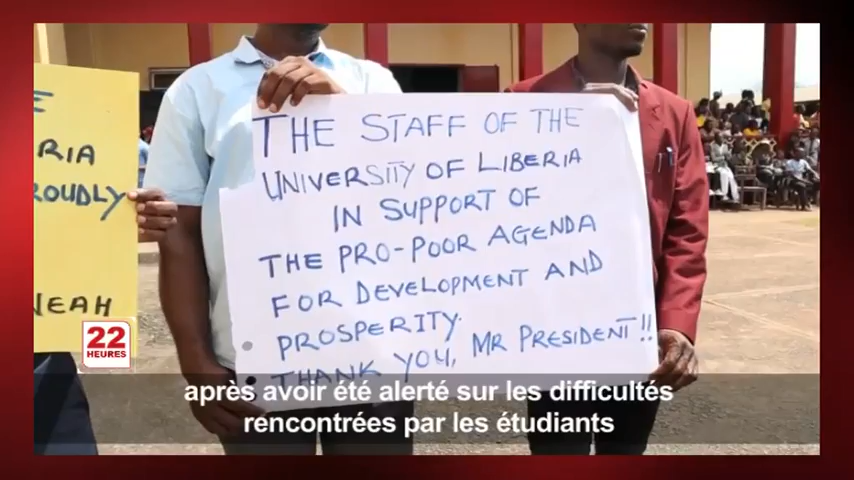 THE STAFF OF THE
UNIVERSITY OF LIBERIA
IN SUPPORT OF
THE PRO-POOR AGENDA
FOR DEVELOPMENT AND
PROSPERITY.
THANK YOU, MR PRESIDENT!!
E
RIA
ROUDLY
NEAH
22
HEURES
après avoir été alerté sur les difficultés
rencontrées par les étudiants